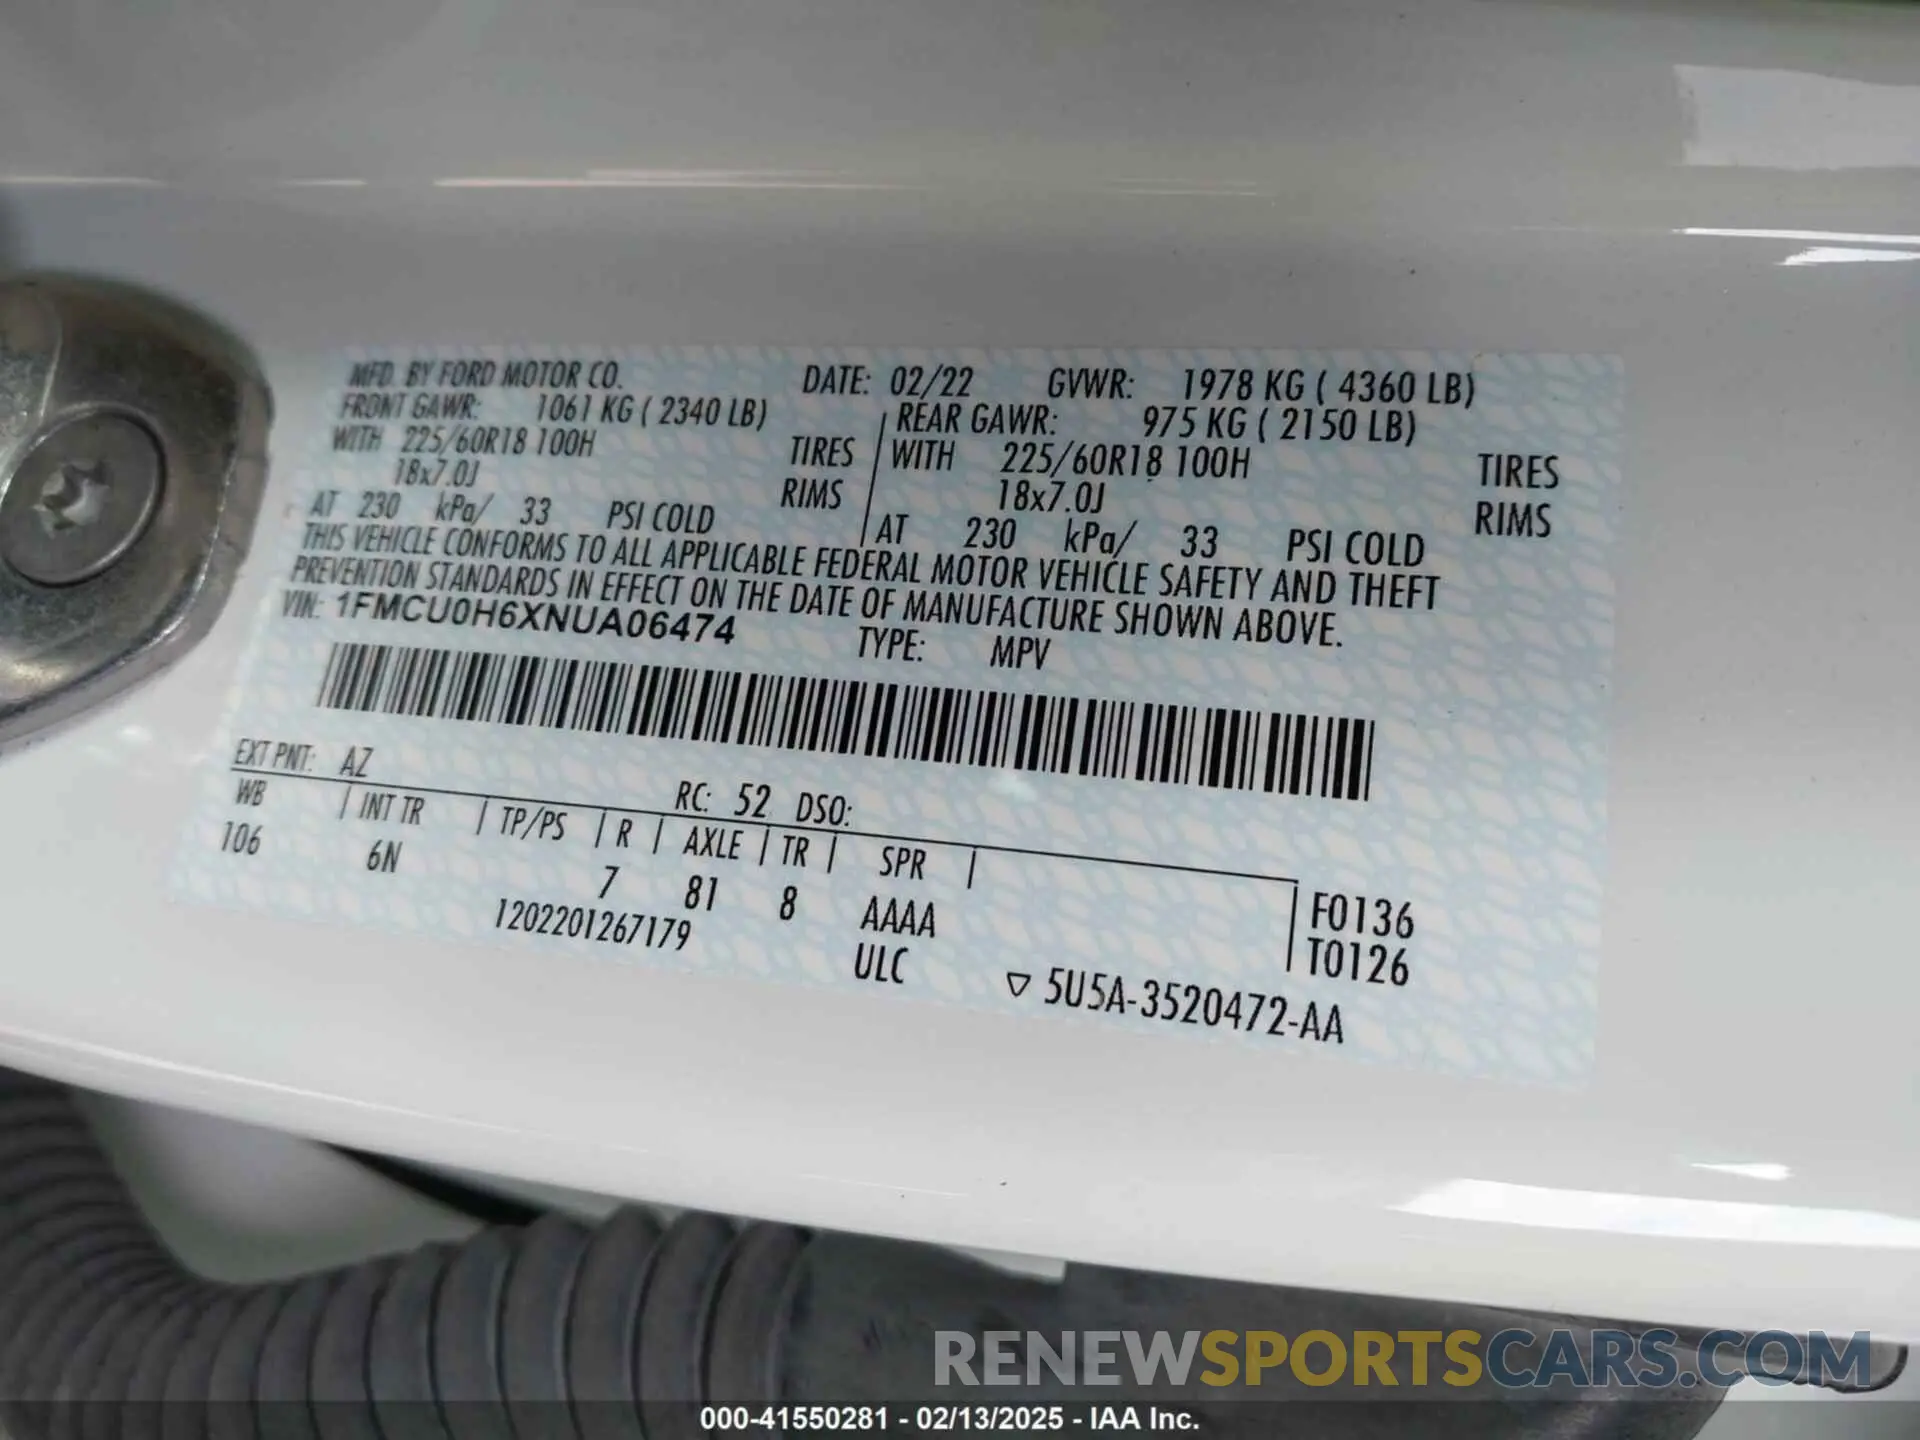 MFD. BY FORD MOTOR CO. DATE: 02/22 GVWR: 1978 KG ( 4360 LB)
FRONT GAWR: 1061 KG ( 2340 LB) REAR GAWR: 975 KG ( 2150 LB)
WITH 225/60R18 100H TIRES WITH 225/60R18 100H TIRES
18x7.0J RIMS 18x7.0J RIMS
AT 230 kPa/ 33 PSI COLD AT 230 kPa/ 33 PSI COLD
THIS VEHICLE CONFORMS TO ALL APPLICABLE FEDERAL MOTOR VEHICLE SAFETY AND THEFT
PREVENTION STANDARDS IN EFFECT ON THE DATE OF MANUFACTURE SHOWN ABOVE.
VIN: 1FMCU0H6XNUA06474 TYPE: MPV
EXT PNT: AZ RC: 52 DSO:
WB INT TR TP/PS R AXLE TR SPR
106 6N 7 81 8 AAAA F0136
1202201267179 ULC T0126
▽ 5U5A-3520472-AA
RENEWSPORTSCARS.COM
000-41550281 - 02/13/2025 - IAA Inc.